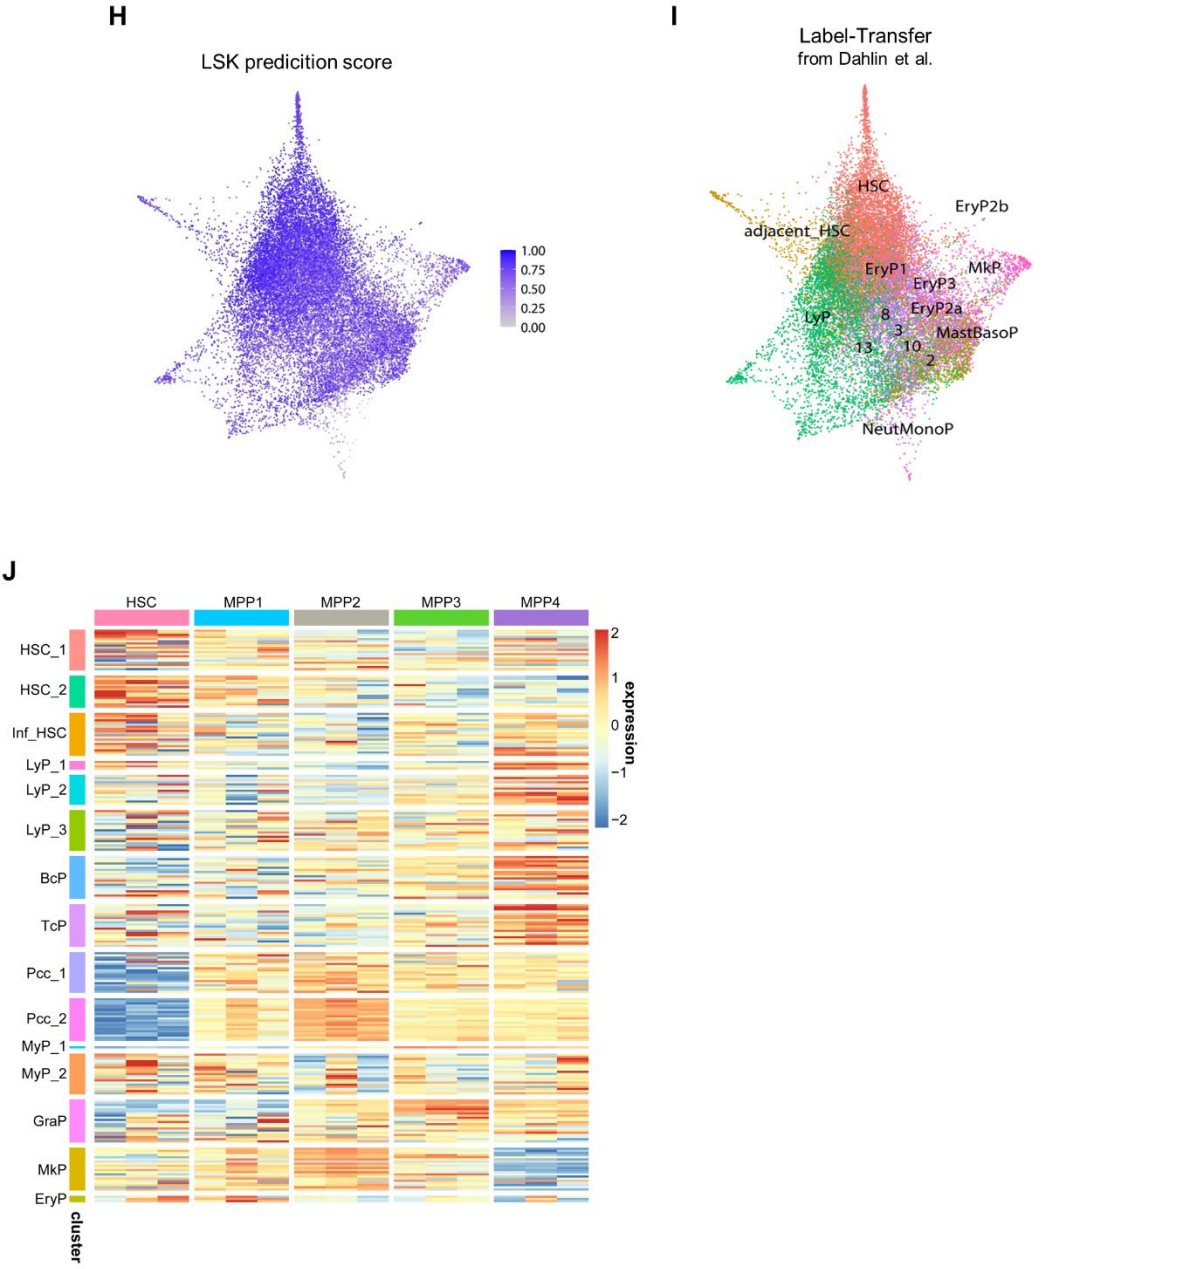 H
LSK predicition score
1.00
0.75
0.50
0.25
0.00
I
Label-Transfer
from Dahlin et al.
HSC
EryP2b
adjacent_HSC
EryP1
MkP
EryP3
EryP2a
8
LyP
3
MastBasoP
13
10
2
NeutMonoP
J
HSC MPP1 MPP2 MPP3 MPP4
HSC_1
HSC_2
Inf_HSC
LyP_1
LyP_2
LyP_3
BcP
TcP
Pcc_1
Pcc_2
MyP_1
MyP_2
GraP
MkP
EryP
cluster
2
1
0
−1
−2
expression